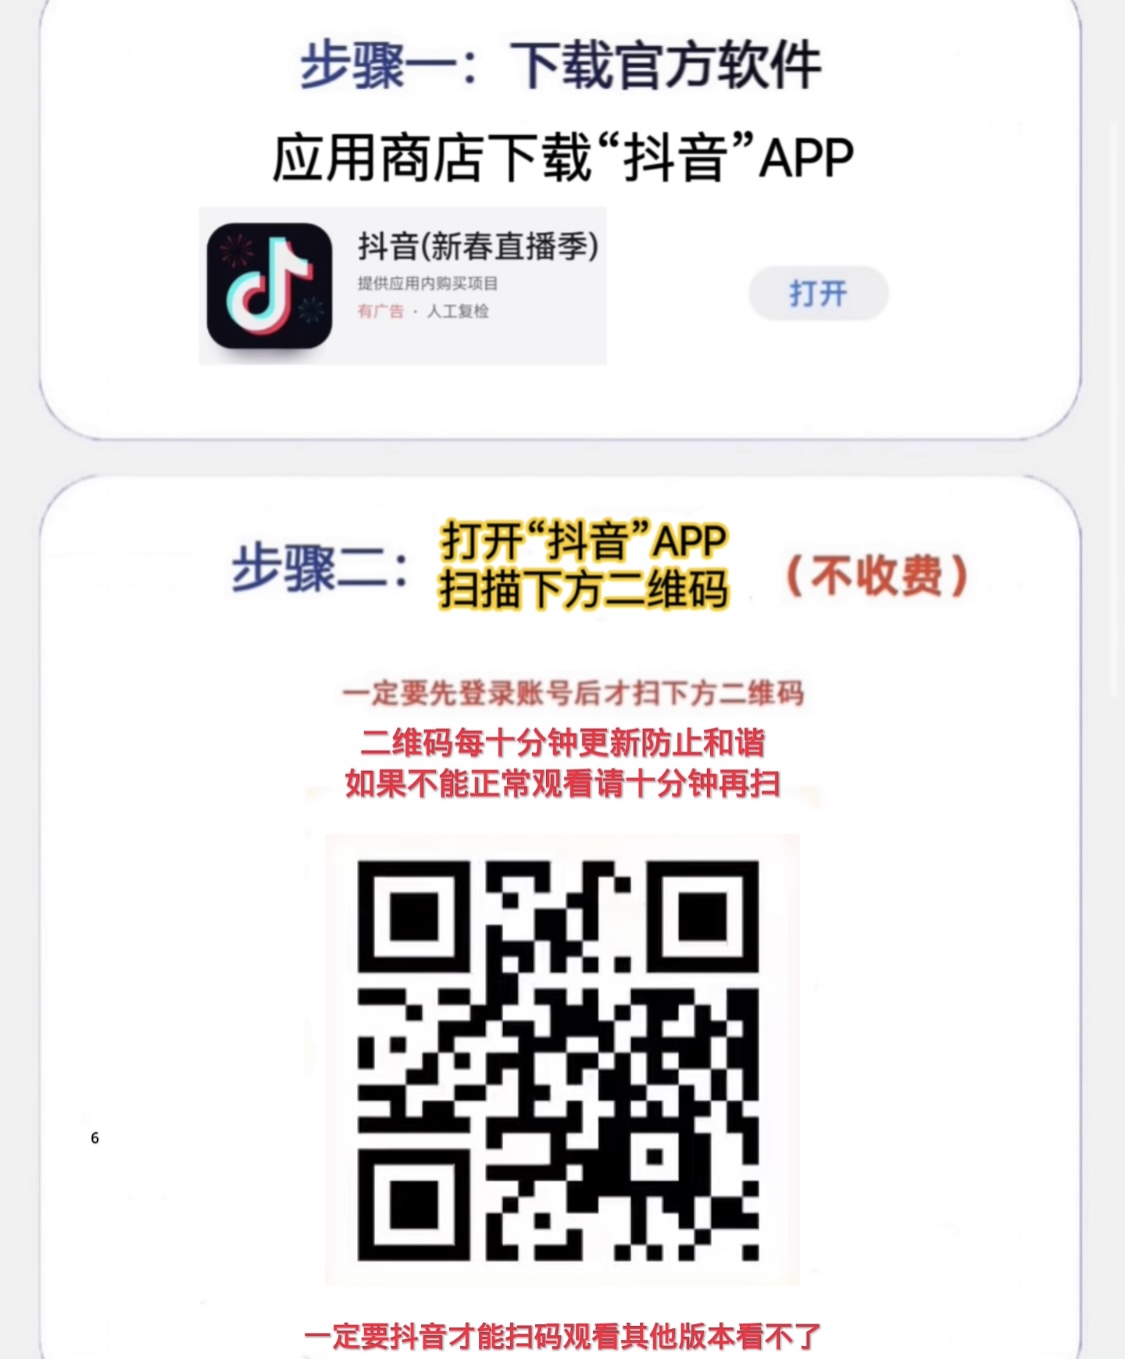 步骤一：下载官方软件
应用商店下载“抖音”APP
抖音(新春直播季)
提供应用内购买项目
有广告 · 人工复检
打开
步骤二：
打开“抖音”APP
扫描下方二维码
（不收费）
一定要先登录账号后才扫下方二维码
二维码每十分钟更新防止和谐
如果不能正常观看请十分钟再扫
6
一定要抖音才能扫码观看其他版本看不了